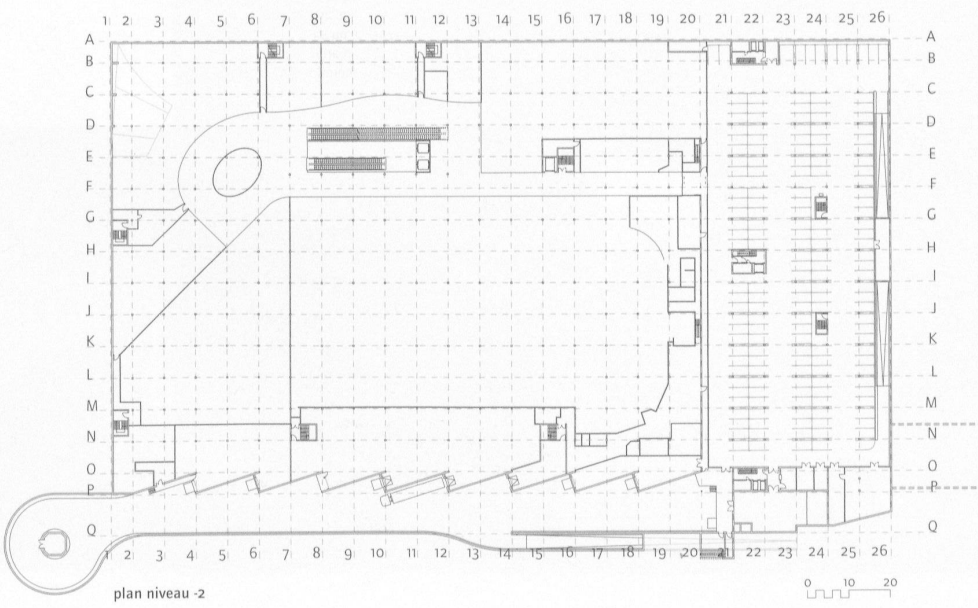 1 2 3 4 5 6 7 8 9 10 11 12 13 14 15 16 17 18 19 20 21 22 23 24 25 26
A A
B B
C C
D D
E E
F F
G G
H H
I I
J J
K K
L L
M M
N N
O O
P P
Q Q
1 2 3 4 5 6 7 8 9 10 11 12 13 14 15 16 17 18 19 20 21 22 23 24 25 26
plan niveau -2
0 10 20